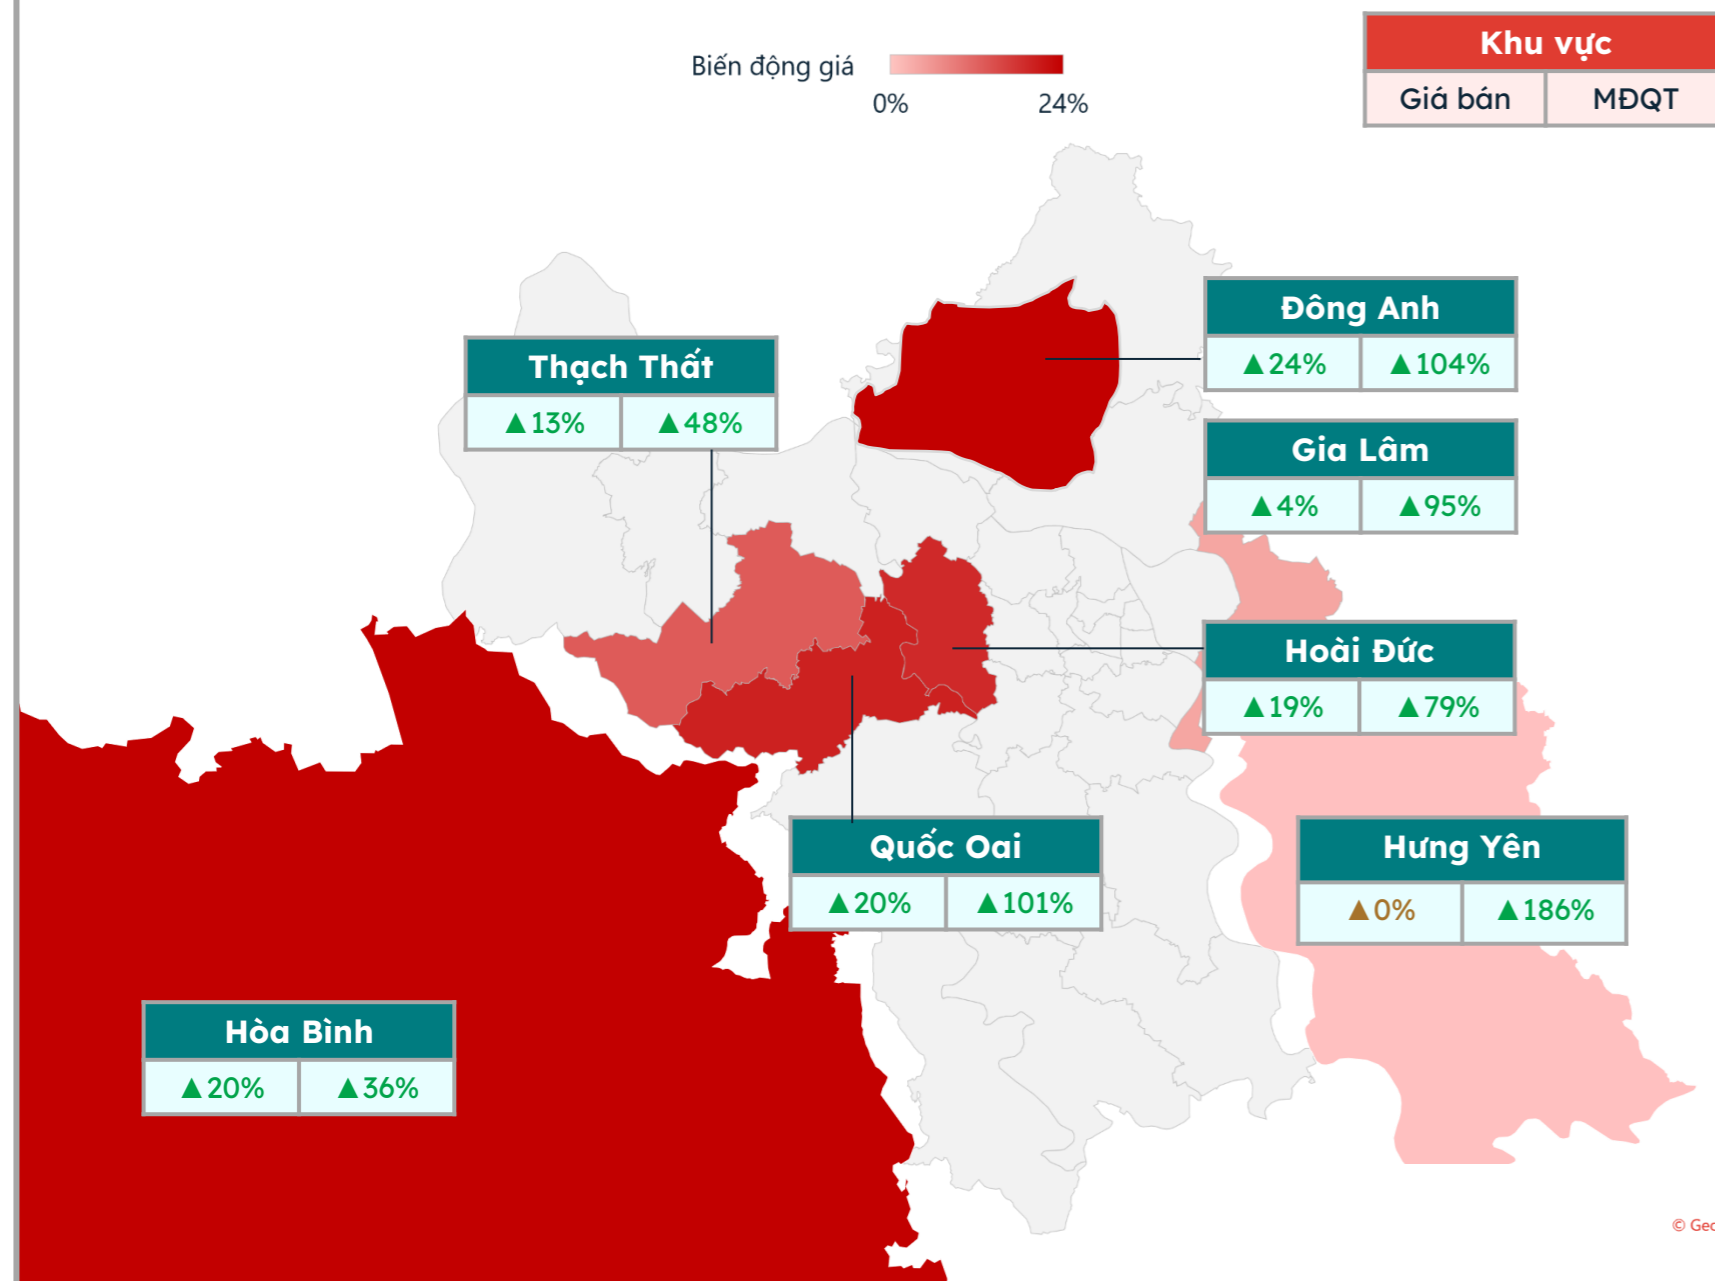 Biến động giá
0% 24%
Khu vực
Giá bán MĐQT
Đông Anh
▲24% ▲104%
Thạch Thất
▲13% ▲48%
Gia Lâm
▲4% ▲95%
Hoài Đức
▲19% ▲79%
Quốc Oai
▲20% ▲101%
Hưng Yên
▲0% ▲186%
Hòa Bình
▲20% ▲36%
© Geo